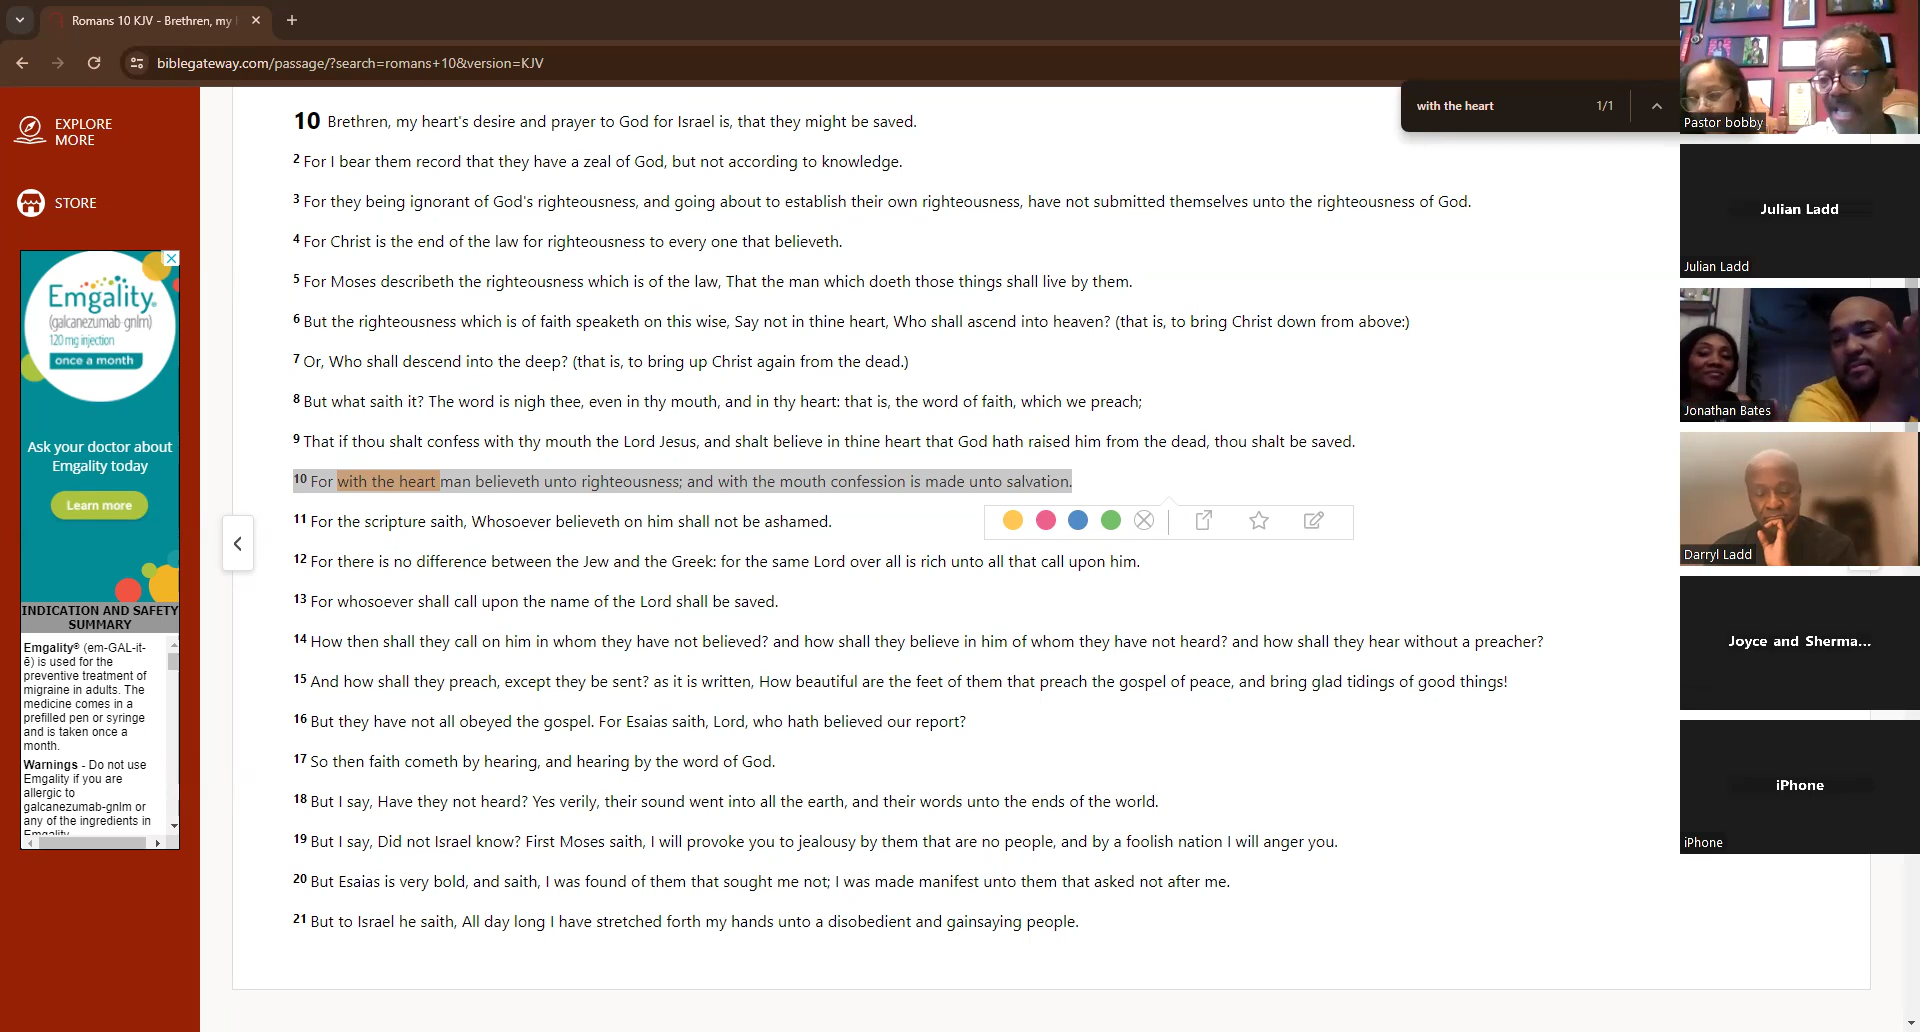 Romans 10 KJV - Brethren, my
biblegateway.com/passage/?search=romans+10&version=KJV
with the heart 1/1
EXPLORE
MORE
STORE
Emgality.
(galcanezumab-gnlm)
120 mg injection
once a month
Ask your doctor about
Emgality today
Learn more
INDICATION AND SAFETY
SUMMARY
Emgality® (em-GAL-it-
ē) is used for the
preventive treatment of
migraine in adults. The
medicine comes in a
prefilled pen or syringe
and is taken once a
month.
Warnings - Do not use
Emgality if you are
allergic to
galcanezumab-gnlm or
any of the ingredients in
Emgality
10 Brethren, my heart's desire and prayer to God for Israel is, that they might be saved.
2 For I bear them record that they have a zeal of God, but not according to knowledge.
3 For they being ignorant of God's righteousness, and going about to establish their own righteousness, have not submitted themselves unto the righteousness of God.
4 For Christ is the end of the law for righteousness to every one that believeth.
5 For Moses describeth the righteousness which is of the law, That the man which doeth those things shall live by them.
6 But the righteousness which is of faith speaketh on this wise, Say not in thine heart, Who shall ascend into heaven? (that is, to bring Christ down from above:)
7 Or, Who shall descend into the deep? (that is, to bring up Christ again from the dead.)
8 But what saith it? The word is nigh thee, even in thy mouth, and in thy heart: that is, the word of faith, which we preach;
9 That if thou shalt confess with thy mouth the Lord Jesus, and shalt believe in thine heart that God hath raised him from the dead, thou shalt be saved.
10 For with the heart man believeth unto righteousness; and with the mouth confession is made unto salvation.
11 For the scripture saith, Whosoever believeth on him shall not be ashamed.
12 For there is no difference between the Jew and the Greek: for the same Lord over all is rich unto all that call upon him.
13 For whosoever shall call upon the name of the Lord shall be saved.
14 How then shall they call on him in whom they have not believed? and how shall they believe in him of whom they have not heard? and how shall they hear without a preacher?
15 And how shall they preach, except they be sent? as it is written, How beautiful are the feet of them that preach the gospel of peace, and bring glad tidings of good things!
16 But they have not all obeyed the gospel. For Esaias saith, Lord, who hath believed our report?
17 So then faith cometh by hearing, and hearing by the word of God.
18 But I say, Have they not heard? Yes verily, their sound went into all the earth, and their words unto the ends of the world.
19 But I say, Did not Israel know? First Moses saith, I will provoke you to jealousy by them that are no people, and by a foolish nation I will anger you.
20 But Esaias is very bold, and saith, I was found of them that sought me not; I was made manifest unto them that asked not after me.
21 But to Israel he saith, All day long I have stretched forth my hands unto a disobedient and gainsaying people.
Pastor bobby
Julian Ladd
Julian Ladd
Jonathan Bates
Darryl Ladd
Joyce and Sherma...
iPhone
iPhone